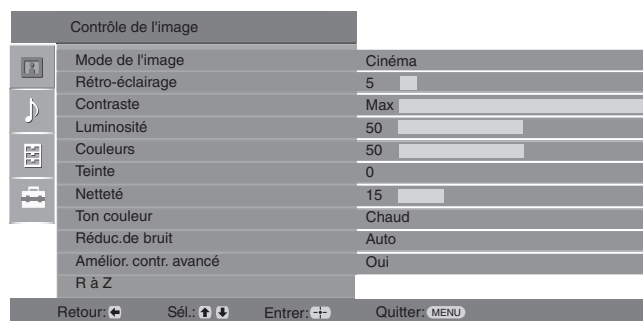 Contrôle de l'image
Mode de l'image Cinéma
Rétro-éclairage 5
Contraste Max
Luminosité 50
Couleurs 50
Teinte 0
Netteté 15
Ton couleur Chaud
Réduc.de bruit Auto
Amélior. contr. avancé Oui
R à Z
Retour: Sél.: Entrer: Quitter: MENU